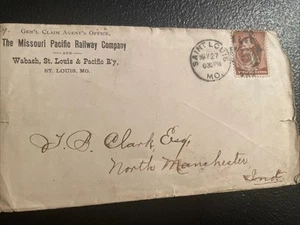 GEN'L CLAIM AGENT'S OFFICE,
The Missouri Pacific Railway Company
AND
Wabash, St. Louis & Pacific R'y,
ST. LOUIS, MO.
SAINT LOUIS
MO.
T. B. Clark Esq,
North Manchester
Ind